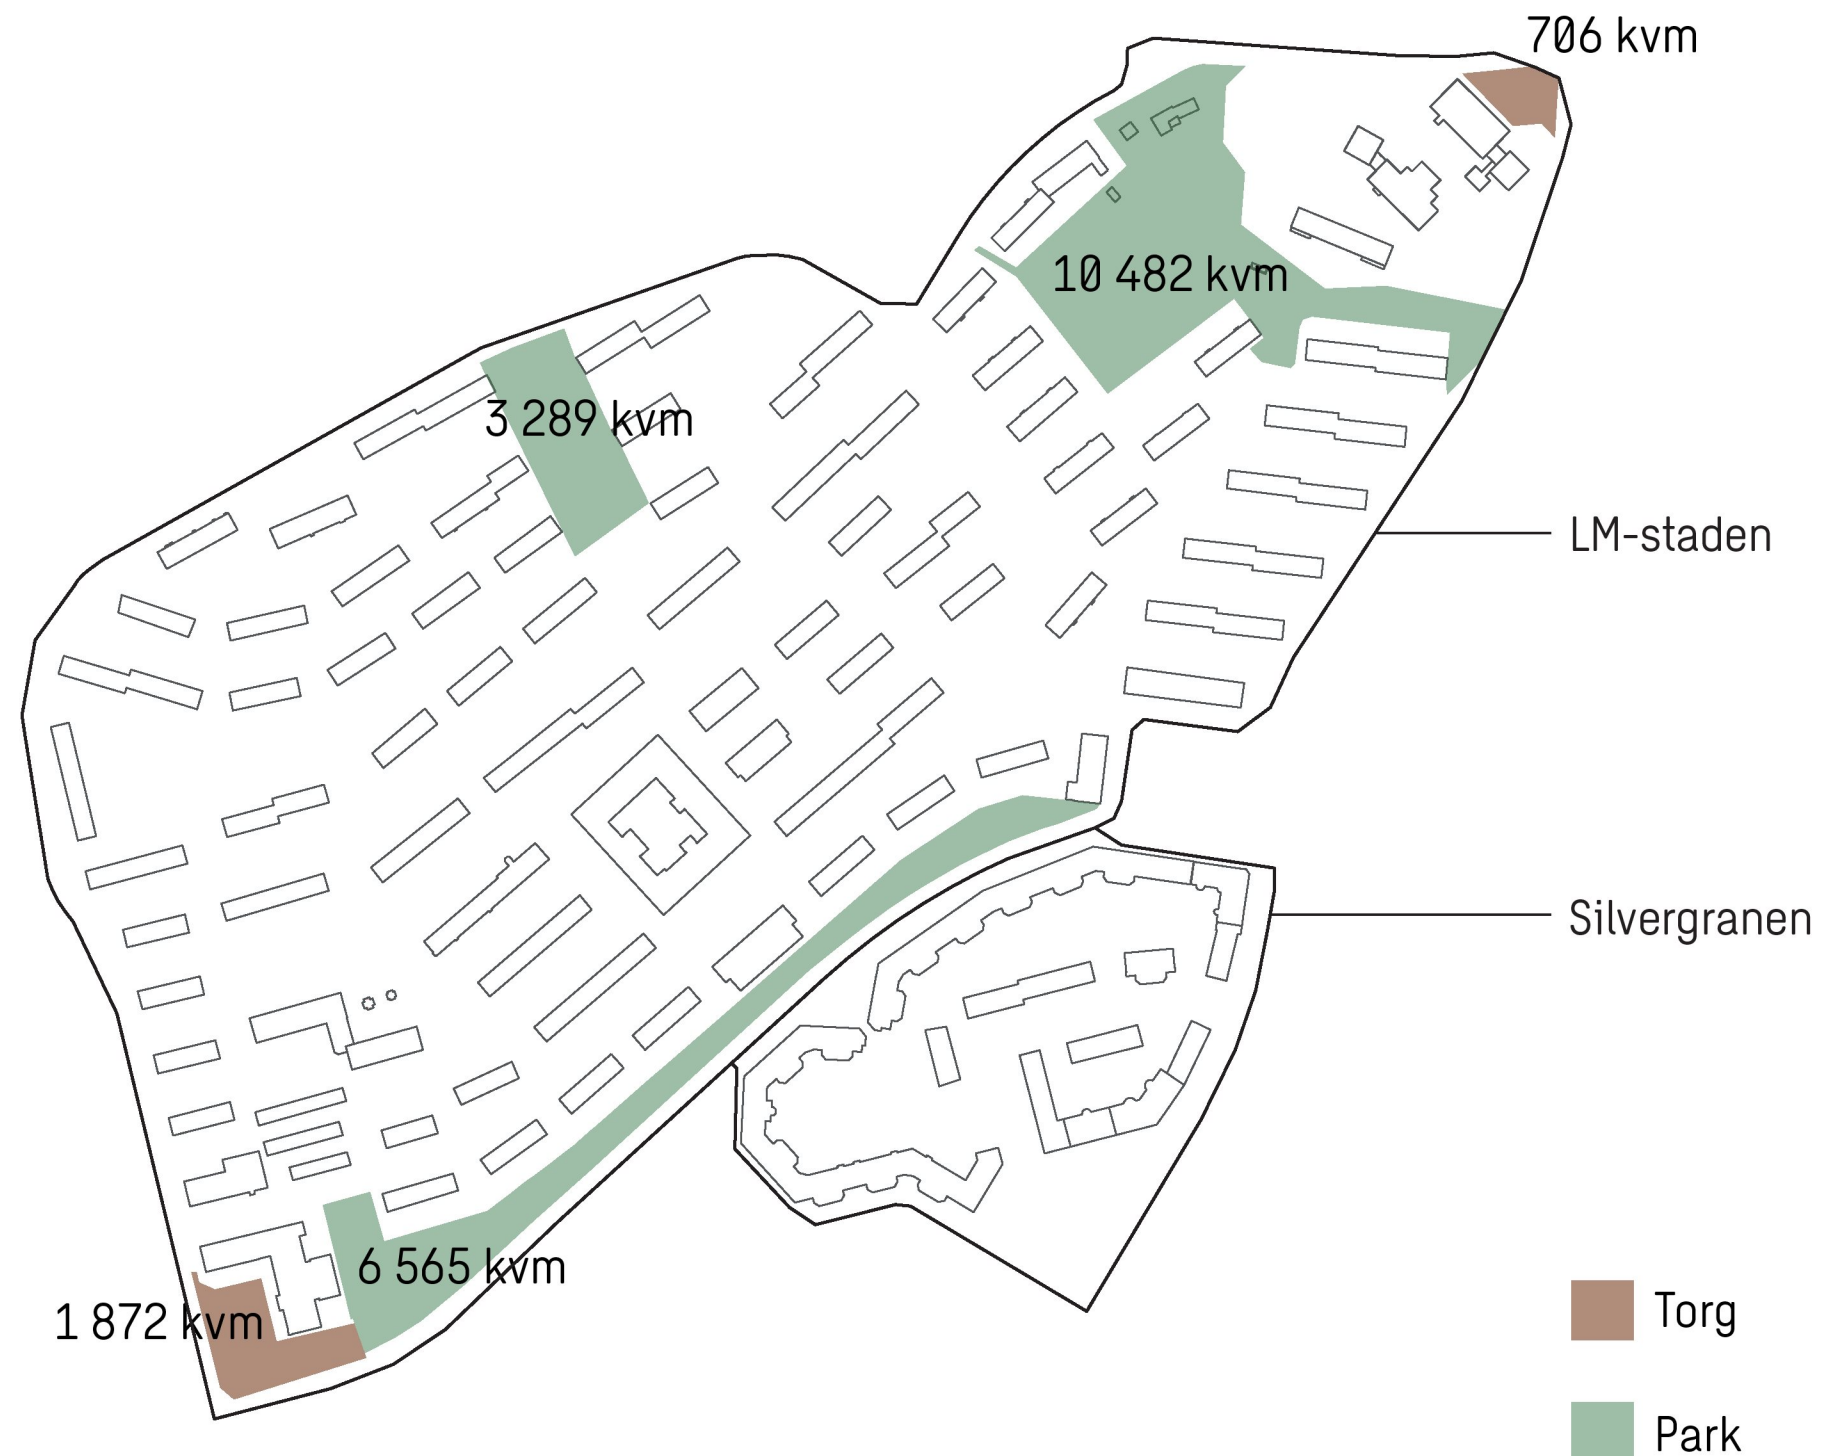 706 kvm
10 482 kvm
3 289 kvm
LM-staden
Silvergranen
6 565 kvm
1 872 kvm
Torg
Park